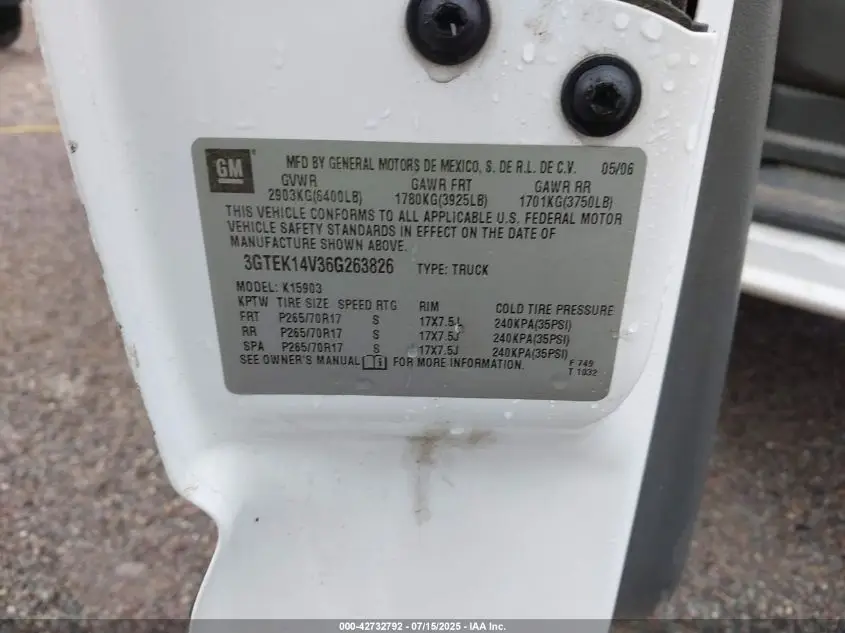 GM
MFD BY GENERAL MOTORS DE MEXICO, S. DE R.L. DE C.V. 05/06
GVWR GAWR FRT GAWR RR
2903KG(6400LB) 1780KG(3925LB) 1701KG(3750LB)
THIS VEHICLE CONFORMS TO ALL APPLICABLE U.S. FEDERAL MOTOR
VEHICLE SAFETY STANDARDS IN EFFECT ON THE DATE OF
MANUFACTURE SHOWN ABOVE.
3GTEK14V36G263826 TYPE: TRUCK
MODEL: K15903
KPTW TIRE SIZE SPEED RTG RIM COLD TIRE PRESSURE
FRT P265/70R17 S 17X7.5J 240KPA(35PSI)
RR P265/70R17 S 17X7.5J 240KPA(35PSI)
SPA P265/70R17 S 17X7.5J 240KPA(35PSI)
SEE OWNER'S MANUAL FOR MORE INFORMATION.
F 749
T 1032
000-42732792 - 07/15/2025 - IAA Inc.